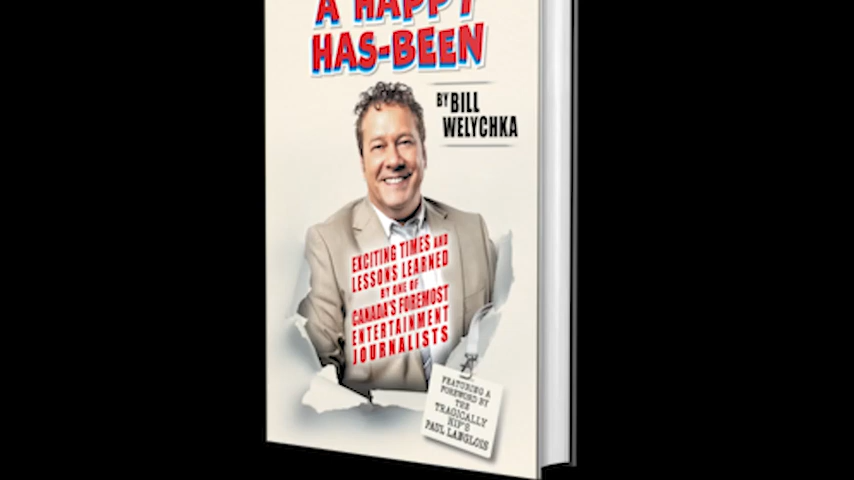 A HAPPY
HAS-BEEN
BY BILL
WELYCHKA
EXCITING TIMES AND
LESSONS LEARNED
BY ONE OF
CANADA'S FOREMOST
ENTERTAINMENT
JOURNALISTS
FEATURING A
FOREWORD BY
THE
TRAGICALLY
HIP'S
PAUL LANGLOIS